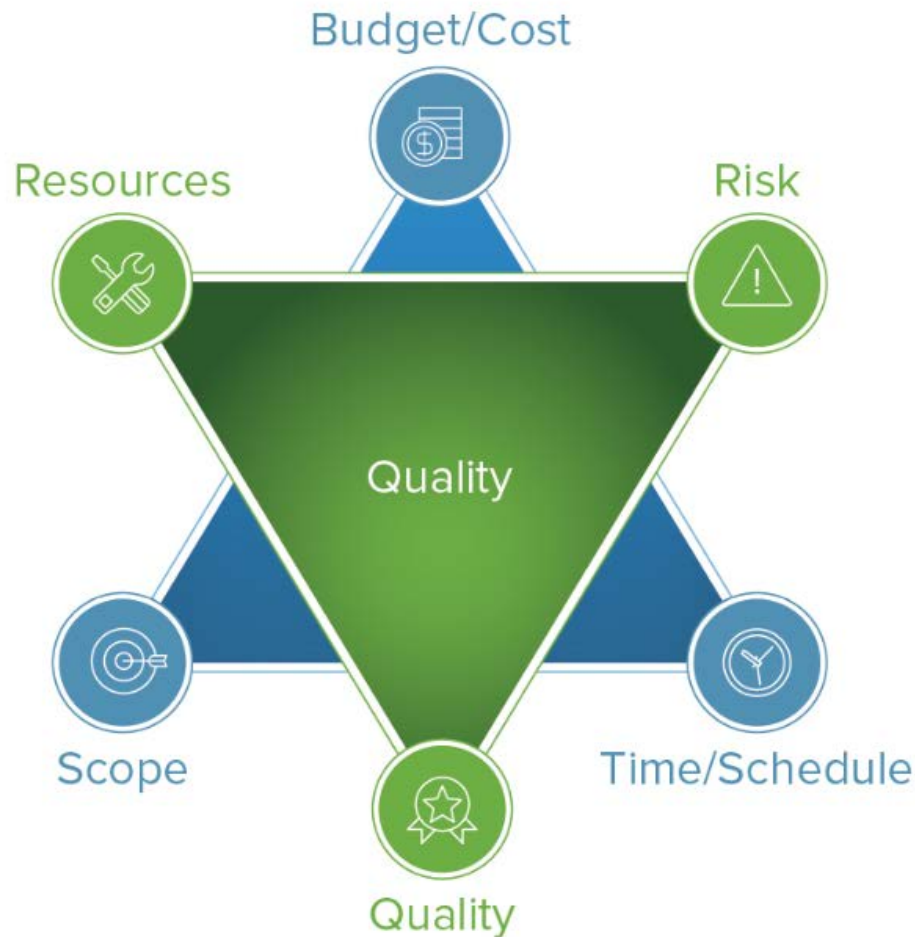 Budget/Cost
Resources
Risk
$
!
Quality
Scope
Time/Schedule
Quality